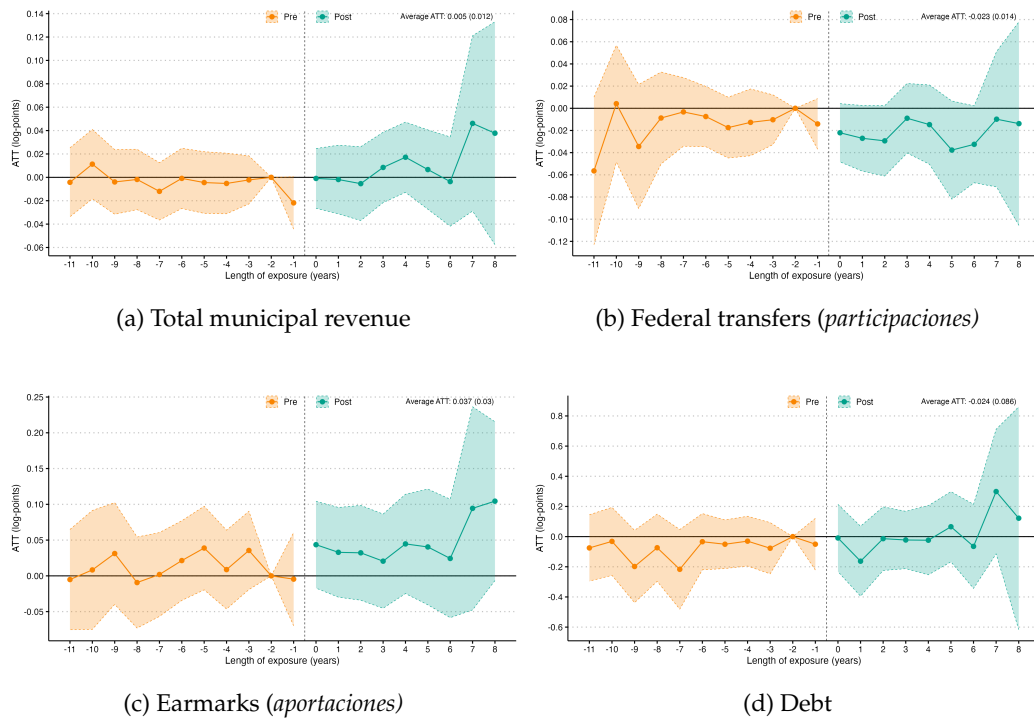 Pre Post Average ATT: 0.005 (0.012)
0.14
0.12
0.10
0.08
0.06
0.04
0.02
0.00
-0.02
-0.04
-0.06
ATT (log-points)
-11 -10 -9 -8 -7 -6 -5 -4 -3 -2 -1 0 1 2 3 4 5 6 7 8
Length of exposure (years)
(a) Total municipal revenue
Pre Post Average ATT: -0.023 (0.014)
0.08
0.06
0.04
0.02
0.00
-0.02
-0.04
-0.06
-0.08
-0.10
-0.12
ATT (log-points)
-11 -10 -9 -8 -7 -6 -5 -4 -3 -2 -1 0 1 2 3 4 5 6 7 8
Length of exposure (years)
(b) Federal transfers (participaciones)
Pre Post Average ATT: 0.037 (0.03)
0.25
0.20
0.15
0.10
0.05
0.00
-0.05
ATT (log-points)
-11 -10 -9 -8 -7 -6 -5 -4 -3 -2 -1 0 1 2 3 4 5 6 7 8
Length of exposure (years)
(c) Earmarks (aportaciones)
Pre Post Average ATT: -0.024 (0.086)
0.8
0.6
0.4
0.2
0.0
-0.2
-0.4
-0.6
ATT (log-points)
-11 -10 -9 -8 -7 -6 -5 -4 -3 -2 -1 0 1 2 3 4 5 6 7 8
Length of exposure (years)
(d) Debt